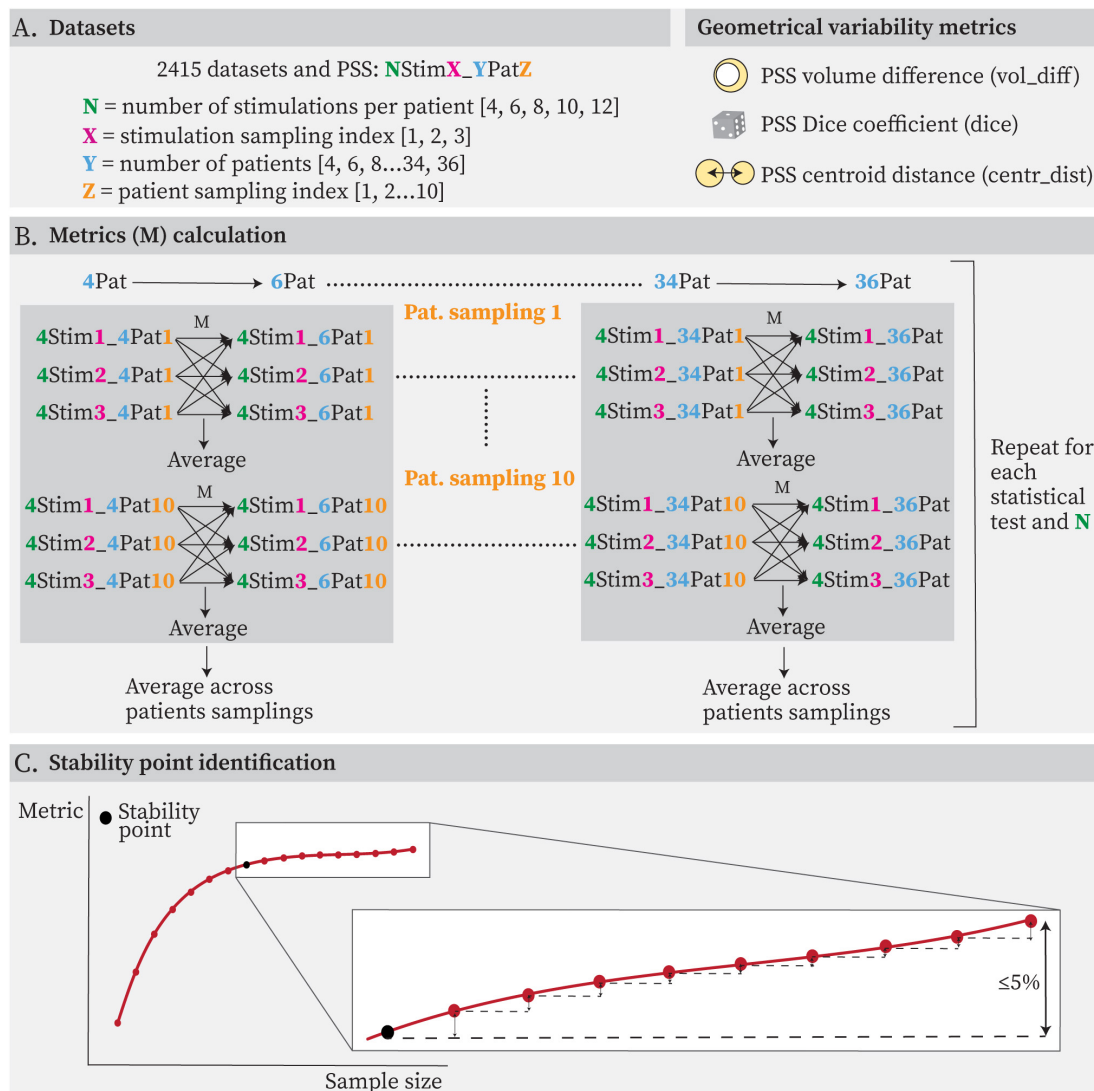 A. Datasets
2415 datasets and PSS: NStimX_YPatZ
N = number of stimulations per patient [4, 6, 8, 10, 12]
X = stimulation sampling index [1, 2, 3]
Y = number of patients [4, 6, 8...34, 36]
Z = patient sampling index [1, 2...10]
Geometrical variability metrics
PSS volume difference (vol_diff)
PSS Dice coefficient (dice)
PSS centroid distance (centr_dist)
B. Metrics (M) calculation
4Pat 6Pat 34Pat 36Pat
Pat. sampling 1
M
4Stim1_4Pat1 4Stim1_6Pat1
4Stim2_4Pat1 4Stim2_6Pat1
4Stim3_4Pat1 4Stim3_6Pat1
Average
M
4Stim1_34Pat1 4Stim1_36Pat
4Stim2_34Pat1 4Stim2_36Pat
4Stim3_34Pat1 4Stim3_36Pat
Average
Pat. sampling 10
M
4Stim1_4Pat10 4Stim1_6Pat10
4Stim2_4Pat10 4Stim2_6Pat10
4Stim3_4Pat10 4Stim3_6Pat10
Average
Average across
patients samplings
M
4Stim1_34Pat10 4Stim1_36Pat
4Stim2_34Pat10 4Stim2_36Pat
4Stim3_34Pat10 4Stim3_36Pat
Average
Average across
patients samplings
Repeat for
each
statistical
test and N
C. Stability point identification
Metric
Stability
point
≤5%
Sample size